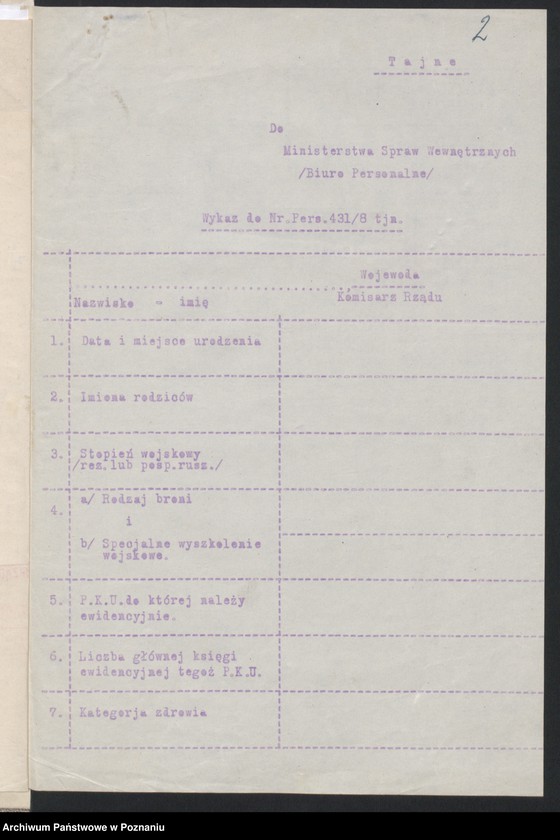 2
Tajne
Do
Ministerstwa Spraw Wewnętrznych
/Biuro Personalne/
Wykaz do Nr.Pers.431/8 tjn.
Wojewoda
Nazwisko - imię
Komisarz Rządu
1. Data i miejsce urodzenia
2. Imiona rodziców
3. Stopień wojskowy
/rez.lub posp.rusz./
4. a/ Rodzaj broni
i
b/ Specjalne wyszkolenie
wojskowe.
5. P.K.U.do której należy
ewidencyjnie.
6. Liczba głównej księgi
ewidencyjnej tegoż P.K.U.
7. Kategorja zdrowia
Archiwum Państwowe w Poznaniu